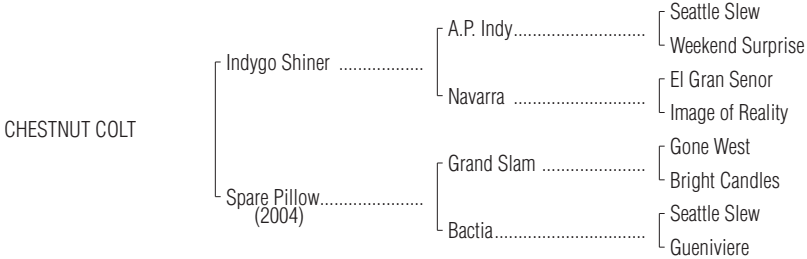 Seattle Slew
A.P. Indy..............................
Weekend Surprise
Indygo Shiner ..................
El Gran Senor
Navarra ..............................
Image of Reality
CHESTNUT COLT
Gone West
Grand Slam ........................
Bright Candles
Spare Pillow......................
(2004)
Seattle Slew
Bactia..................................
Gueniviere